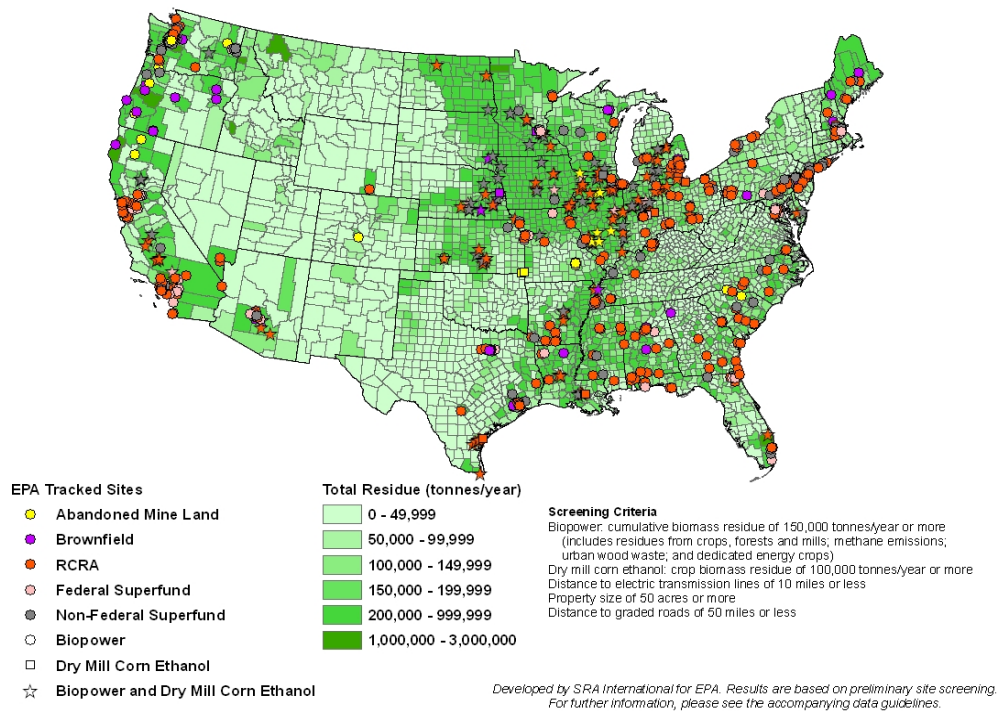 EPA Tracked Sites
Abandoned Mine Land
Brownfield
RCRA
Federal Superfund
Non-Federal Superfund
Biopower
Dry Mill Corn Ethanol
Biopower and Dry Mill Corn Ethanol
Total Residue (tonnes/year)
0 - 49,999
50,000 - 99,999
100,000 - 149,999
150,000 - 199,999
200,000 - 999,999
1,000,000 - 3,000,000
Screening Criteria
Biopower: cumulative biomass residue of 150,000 tonnes/year or more
(includes residues from crops, forests and mills; methane emissions;
urban wood waste; and dedicated energy crops)
Dry mill corn ethanol: crop biomass residue of 100,000 tonnes/year or more
Distance to electric transmission lines of 10 miles or less
Property size of 50 acres or more
Distance to graded roads of 50 miles or less
Developed by SRA International for EPA. Results are based on preliminary site screening.
For further information, please see the accompanying data guidelines.